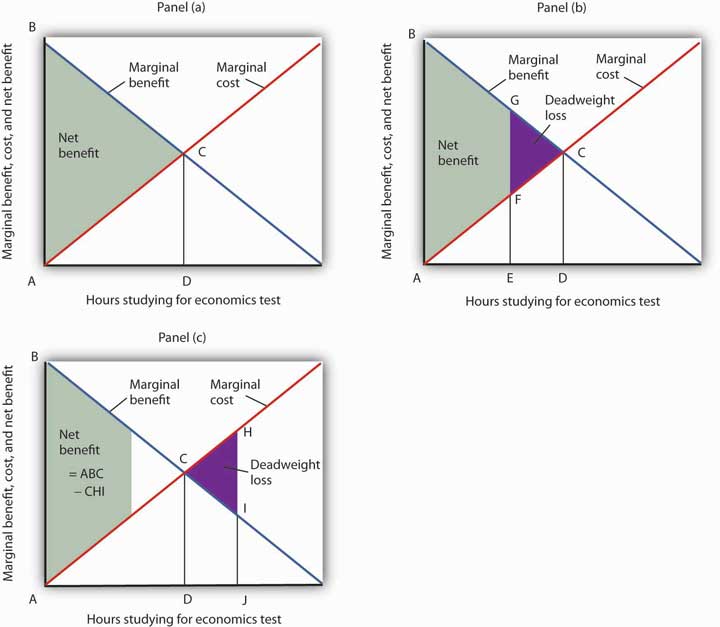 Panel (a)
B
Marginal benefit, cost, and net benefit
Marginal
benefit
Marginal
cost
Net
benefit
C
A
D
Hours studying for economics test
Panel (b)
B
Marginal benefit, cost, and net benefit
Marginal
benefit
Marginal
cost
G
Deadweight
loss
Net
benefit
C
F
A
E
D
Hours studying for economics test
Panel (c)
B
Marginal benefit, cost, and net benefit
Marginal
benefit
Marginal
cost
Net
benefit
= ABC
– CHI
H
C
Deadweight
loss
I
A
D
J
Hours studying for economics test